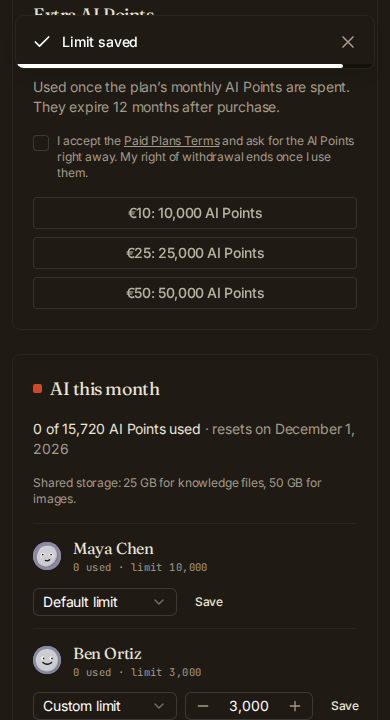 Extra AI Points
Limit saved
Used once the plan's monthly AI Points are spent.
They expire 12 months after purchase.
I accept the Paid Plans Terms and ask for the AI Points
right away. My right of withdrawal ends once I use
them.
€10: 10,000 AI Points
€25: 25,000 AI Points
€50: 50,000 AI Points
AI this month
0 of 15,720 AI Points used · resets on December 1,
2026
Shared storage: 25 GB for knowledge files, 50 GB for
images.
Maya Chen
0 used · limit 10,000
Default limit
Save
Ben Ortiz
0 used · limit 3,000
Custom limit
3,000
Save